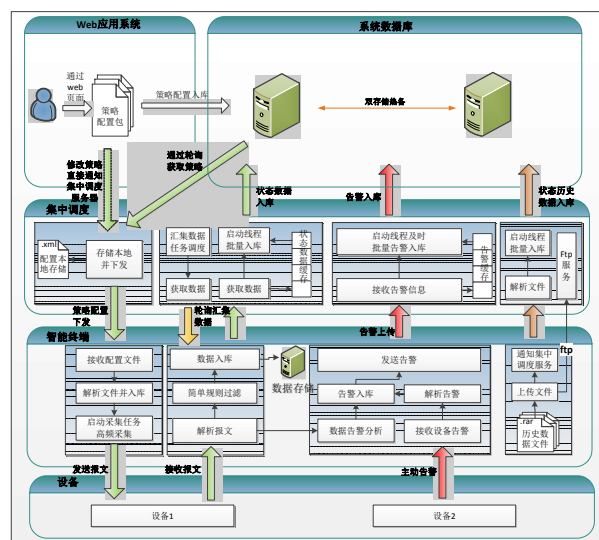 Web应用系统
系统数据库
通过
web
页面
策略
配置包
策略配置入库
双存储热备
修改策略
直接通知
集中调度
服务器
通过轮询
获取策略
状态数据
入库
告警入库
状态历史
数据入库
集中调度
.xml
配置本
地存储
存储本地
并下发
汇集数据
任务调度
启动线程
批量入库
状态数据缓存
获取数据
获取数据
启动线程及时
批量告警入库
接收告警信息
告警缓存
启动线程
批量入库
解析文件
Ftp
服务
策略配置
下发
轮询汇集
数据
告警上传
ftp
智能终端
接收配置文件
解析文件并入库
启动采集任务
高频采集
数据入库
简单规则过滤
解析报文
数据存储
发送告警
告警入库
解析告警
数据告警分析
接收设备告警
通知集中
调度服务
上传文件
.rar
历史数
据文件
发送报文
接收报文
主动告警
设备
设备1
设备2